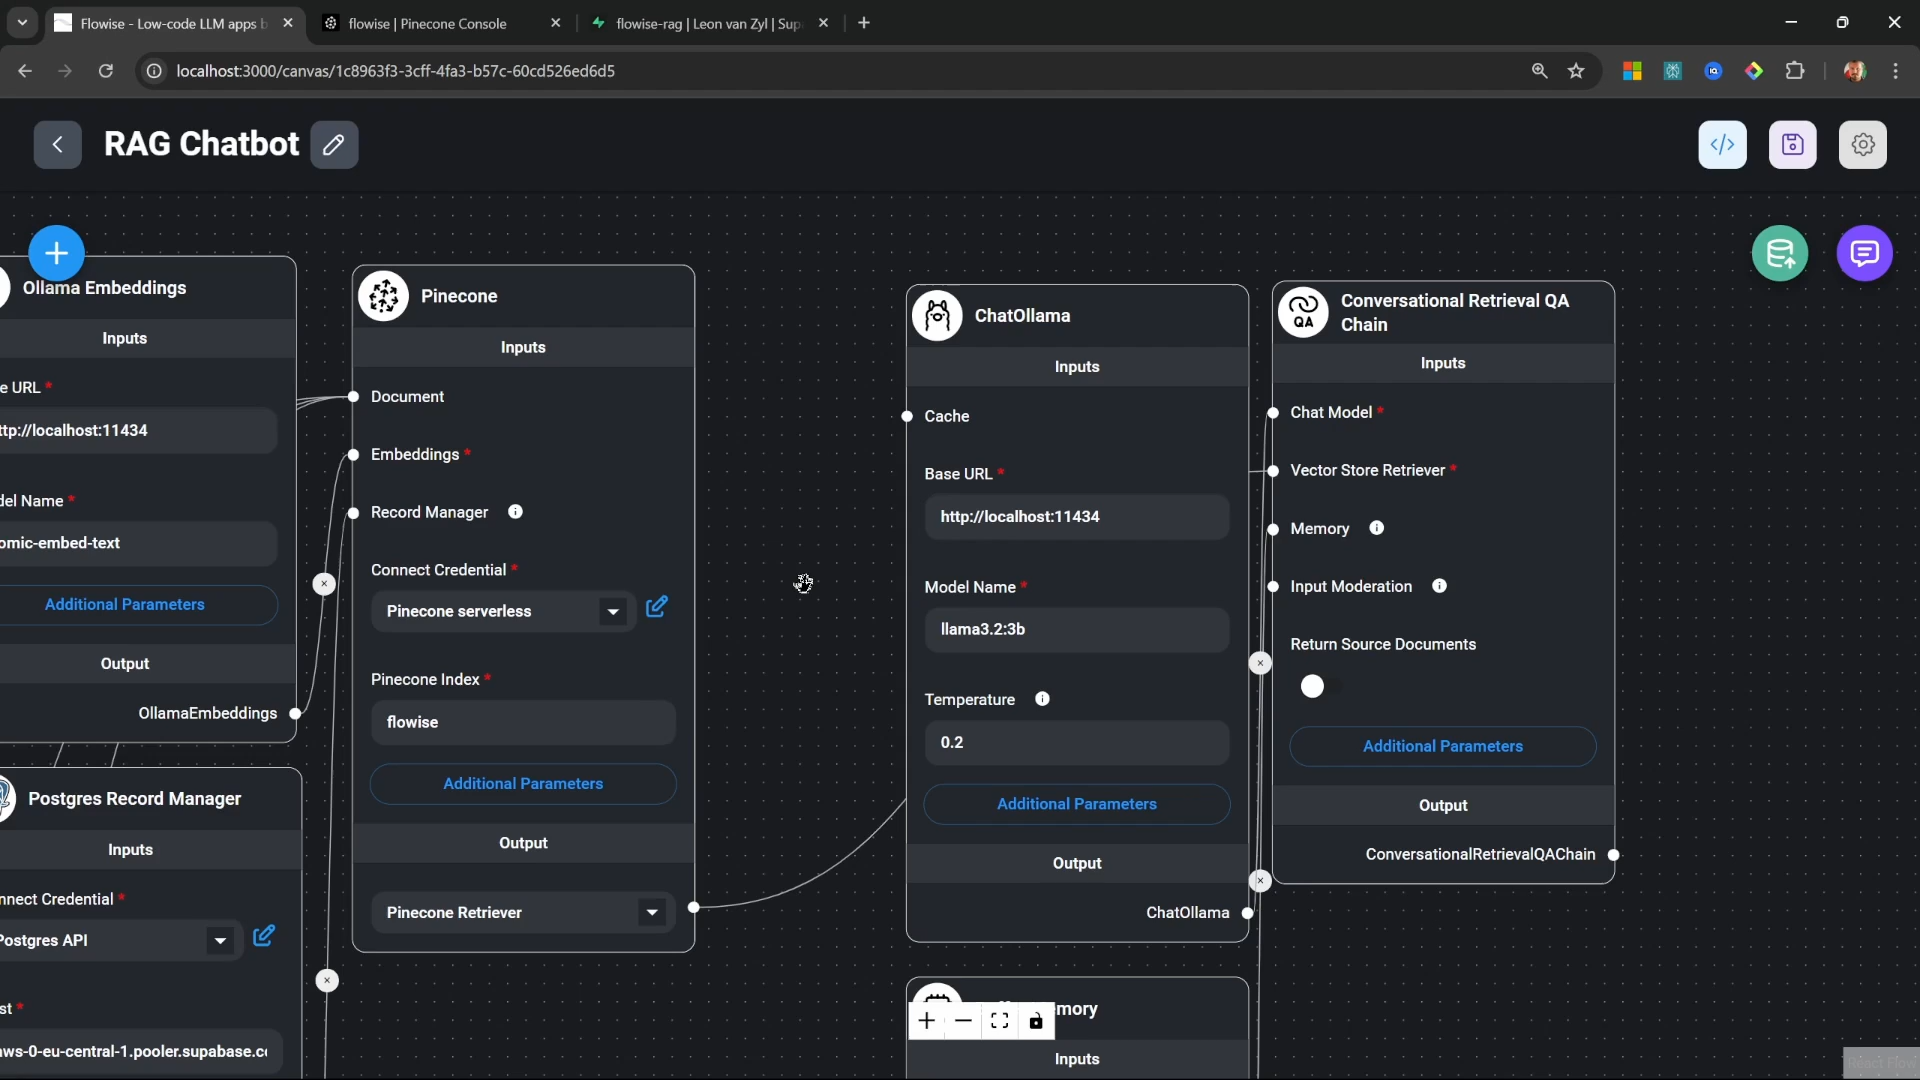 Flowise - Low-code LLM apps b
flowise | Pinecone Console
flowise-rag | Leon van Zyl | Sup
localhost:3000/canvas/1c8963f3-3cff-4fa3-b57c-60cd526ed6d5
RAG Chatbot
Ollama Embeddings
Inputs
e URL *
ttp://localhost:11434
del Name *
omic-embed-text
Additional Parameters
Output
OllamaEmbeddings
Postgres Record Manager
Inputs
nnect Credential *
Postgres API
st *
aws-0-eu-central-1.pooler.supabase.co
Pinecone
Inputs
Document
Embeddings *
Record Manager
Connect Credential *
Pinecone serverless
Pinecone Index *
flowise
Additional Parameters
Output
Pinecone Retriever
ChatOllama
Inputs
Cache
Base URL *
http://localhost:11434
Model Name *
llama3.2:3b
Temperature
0.2
Additional Parameters
Output
ChatOllama
mory
Inputs
QA
Conversational Retrieval QA
Chain
Inputs
Chat Model *
Vector Store Retriever *
Memory
Input Moderation
Return Source Documents
Additional Parameters
Output
ConversationalRetrievalQAChain
React Flow